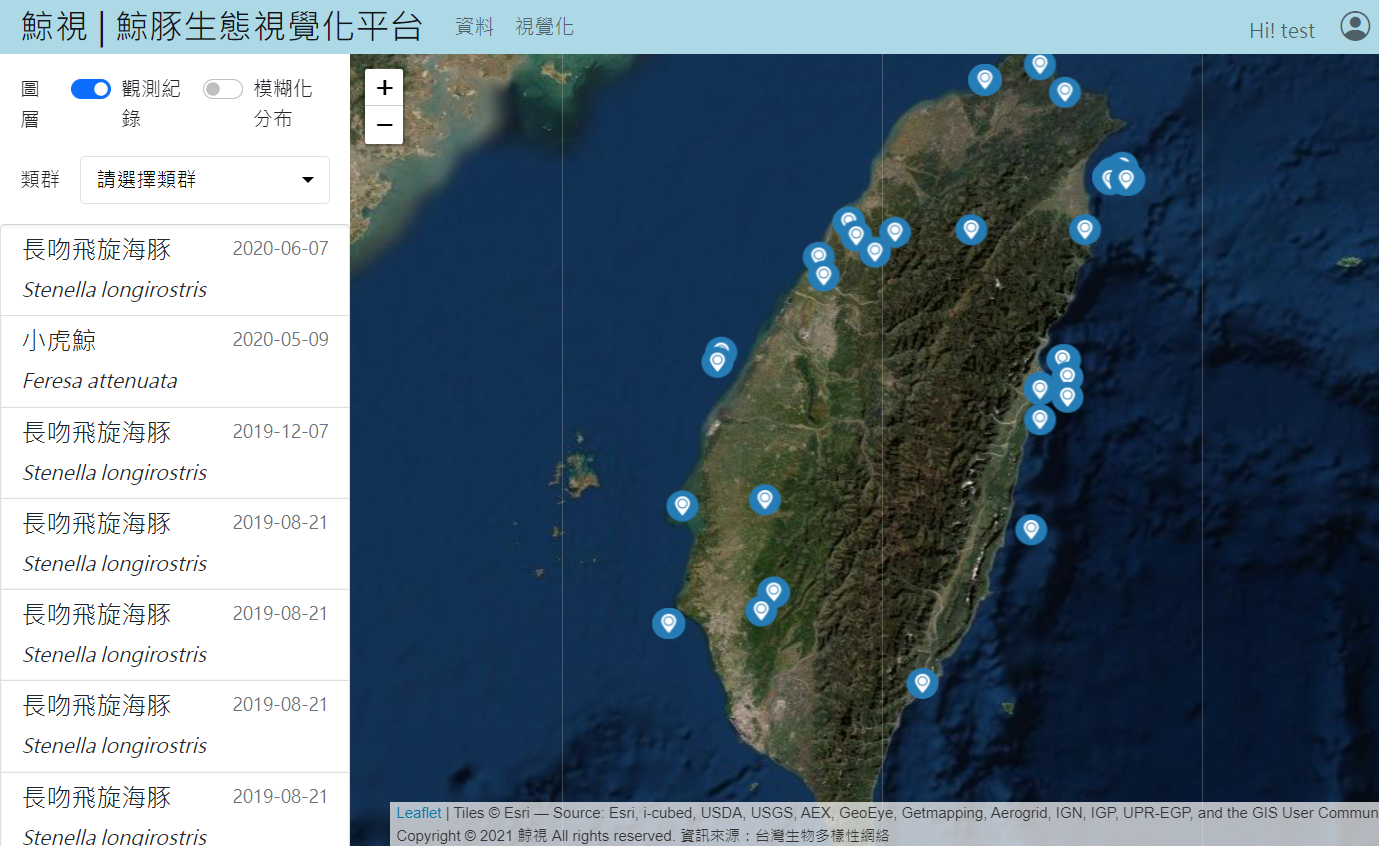 鯨視 | 鯨豚生態視覺化平台
資料 視覺化
Hi! test
圖層
觀測紀錄
模糊化分布
類群
請選擇類群
長吻飛旋海豚 2020-06-07
Stenella longirostris
小虎鯨 2020-05-09
Feresa attenuata
長吻飛旋海豚 2019-12-07
Stenella longirostris
長吻飛旋海豚 2019-08-21
Stenella longirostris
長吻飛旋海豚 2019-08-21
Stenella longirostris
長吻飛旋海豚 2019-08-21
Stenella longirostris
長吻飛旋海豚 2019-08-21
Stenella longirostris
+
−
Leaflet | Tiles © Esri — Source: Esri, i-cubed, USDA, USGS, AEX, GeoEye, Getmapping, Aerogrid, IGN, IGP, UPR-EGP, and the GIS User Commun
Copyright © 2021 鯨視 All rights reserved. 資訊來源：台灣生物多樣性網絡